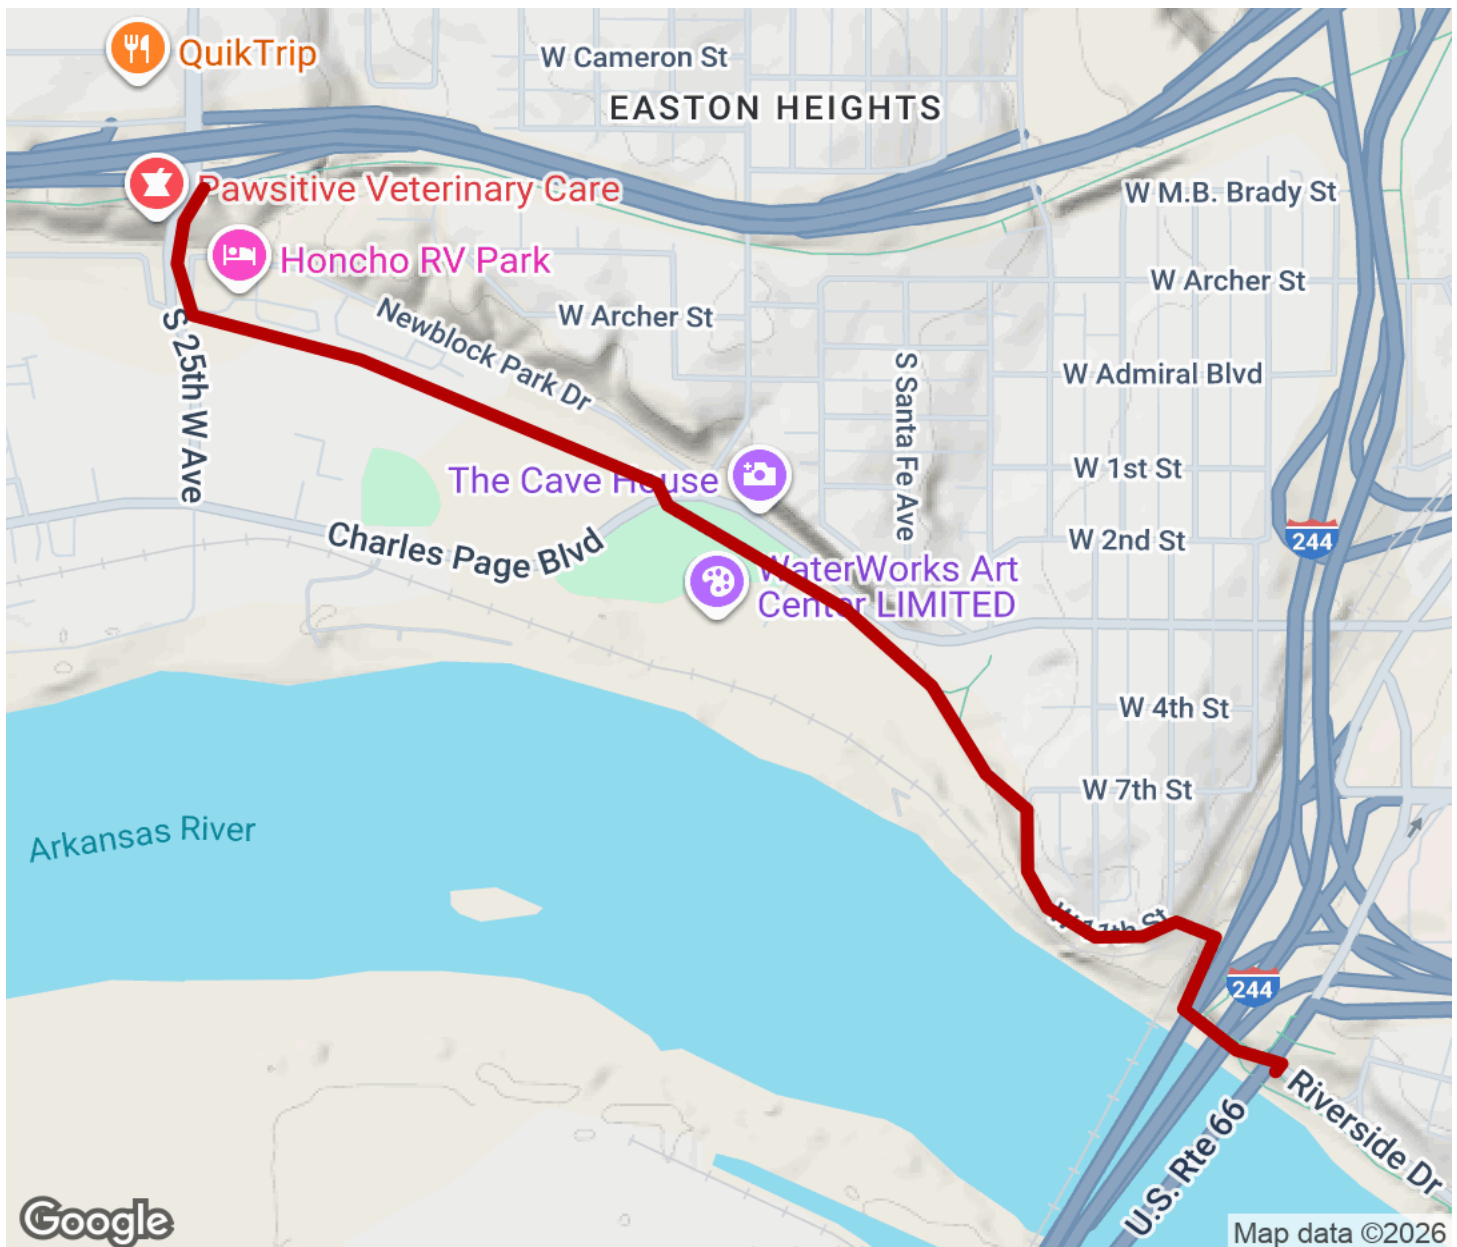 QuikTrip
W Cameron St
EASTON HEIGHTS
Pawsitive Veterinary Care
W M.B. Brady St
Honcho RV Park
W Archer St
Newblock Park Dr
W Archer St
S 25th W Ave
S Santa Fe Ave
W Admiral Blvd
The Cave House
W 1st St
Charles Page Blvd
W 2nd St
244
WaterWorks Art
Center LIMITED
W 4th St
W 7th St
Arkansas River
W 11th St
244
Riverside Dr
U.S. Rte 66
Google
Map data ©2026